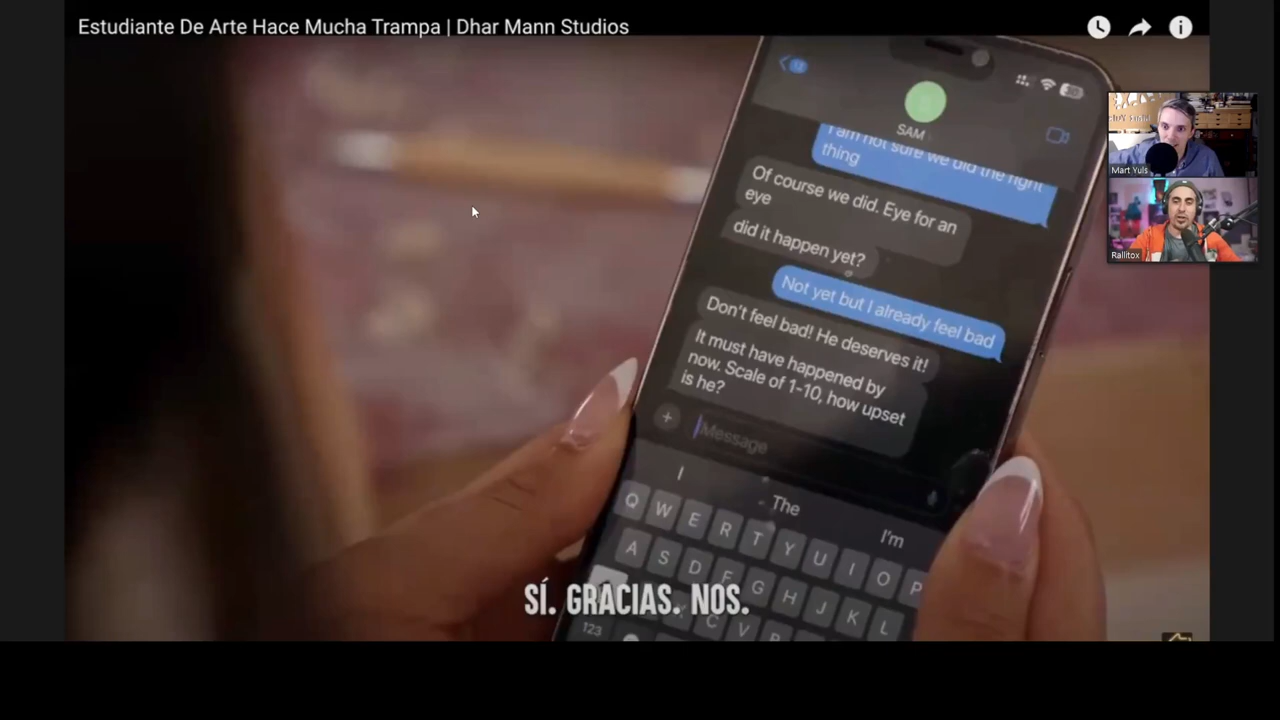 Estudiante De Arte Hace Mucha Trampa | Dhar Mann Studios
12
SAM
I am not sure we did the right
thing
Of course we did. Eye for an
eye
did it happen yet?
Not yet but I already feel bad
Don't feel bad! He deserves it!
It must have happened by
now. Scale of 1-10, how upset
is he?
Message
I The I'm
Q W E R T Y U I O P
A S D F G H J K L
C V
123
SÍ. GRACIAS. NOS.
Mart Yuls
Rallitox